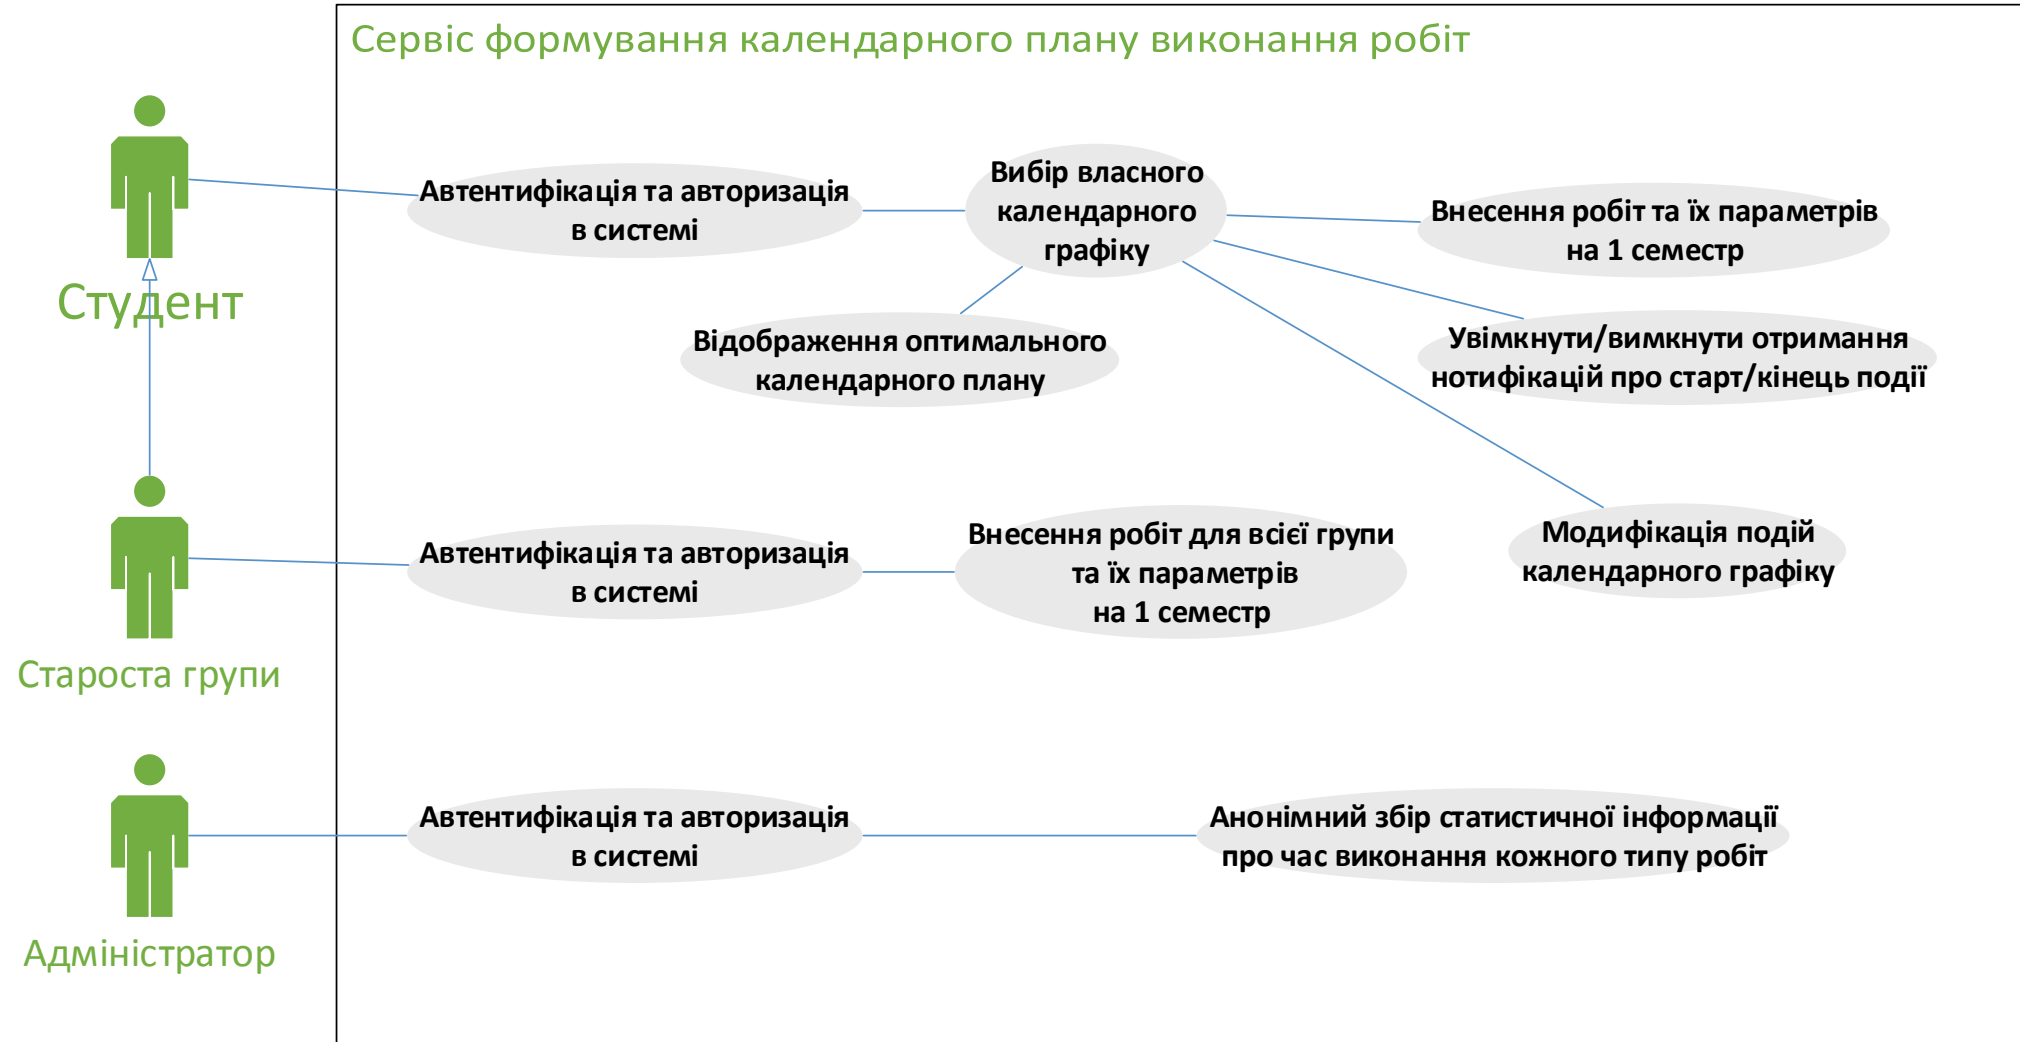 Сервіс формування календарного плану виконання робіт
Студент
Автентифікація та авторизація
в системі
Вибір власного
календарного
графіку
Внесення робіт та їх параметрів
на 1 семестр
Відображення оптимального
календарного плану
Увімкнути/вимкнути отримання
нотифікацій про старт/кінець події
Модифікація подій
календарного графіку
Староста групи
Автентифікація та авторизація
в системі
Внесення робіт для всієї групи
та їх параметрів
на 1 семестр
Адміністратор
Автентифікація та авторизація
в системі
Анонімний збір статистичної інформації
про час виконання кожного типу робіт